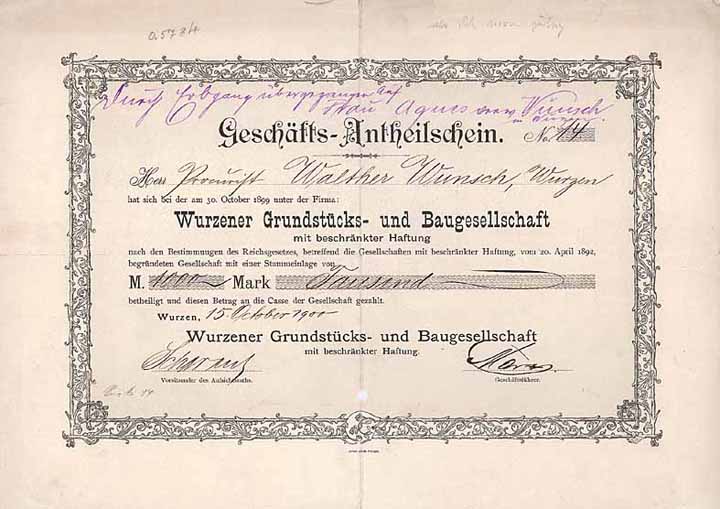 0.5784
Durch Erbgang übergegangen auf
Frau Agnes verw. Wunsch
Geschäfts-Antheilschein. No. 14.
Herr Procurist Walther Wunsch, Wurzen
hat sich bei der am 30. October 1899 unter der Firma:
Wurzener Grundstücks- und Baugesellschaft
mit beschränkter Haftung
nach den Bestimmungen des Reichsgesetzes, betreffend die Gesellschaften mit beschränkter Haftung, vom 20. April 1892,
begründeten Gesellschaft mit einer Stammeinlage von
M. 1000 Mark Tausend
betheiligt und diesen Betrag an die Casse der Gesellschaft gezahlt.
Wurzen, 15. October 1900
Wurzener Grundstücks- und Baugesellschaft
mit beschränkter Haftung.
Vorsitzender des Aufsichtsraths.
Geschäftsführer.